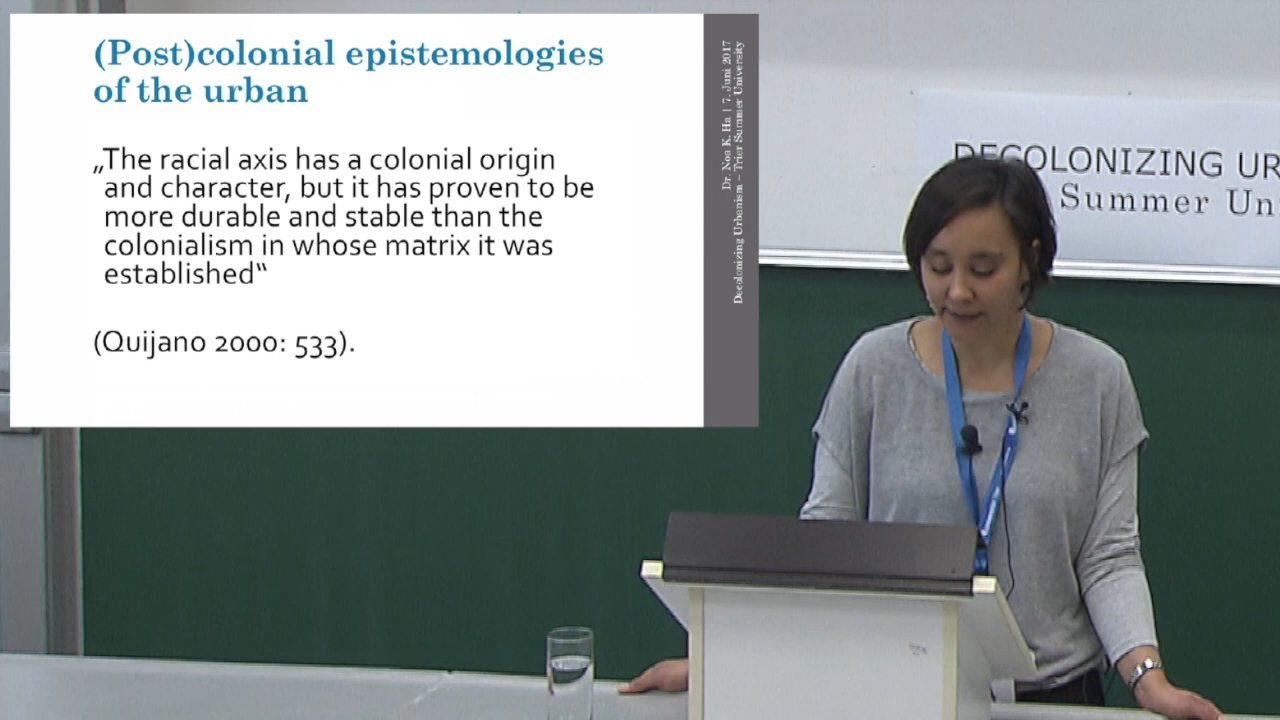 (Post)colonial epistemologies
of the urban
„The racial axis has a colonial origin
and character, but it has proven to be
more durable and stable than the
colonialism in whose matrix it was
established“
(Quijano 2000: 533).
Dr. Noa K. Ha | 7. Juni 2017
Decolonizing Urbanism – Trier Summer University
DECOLONIZING UR
Summer Un